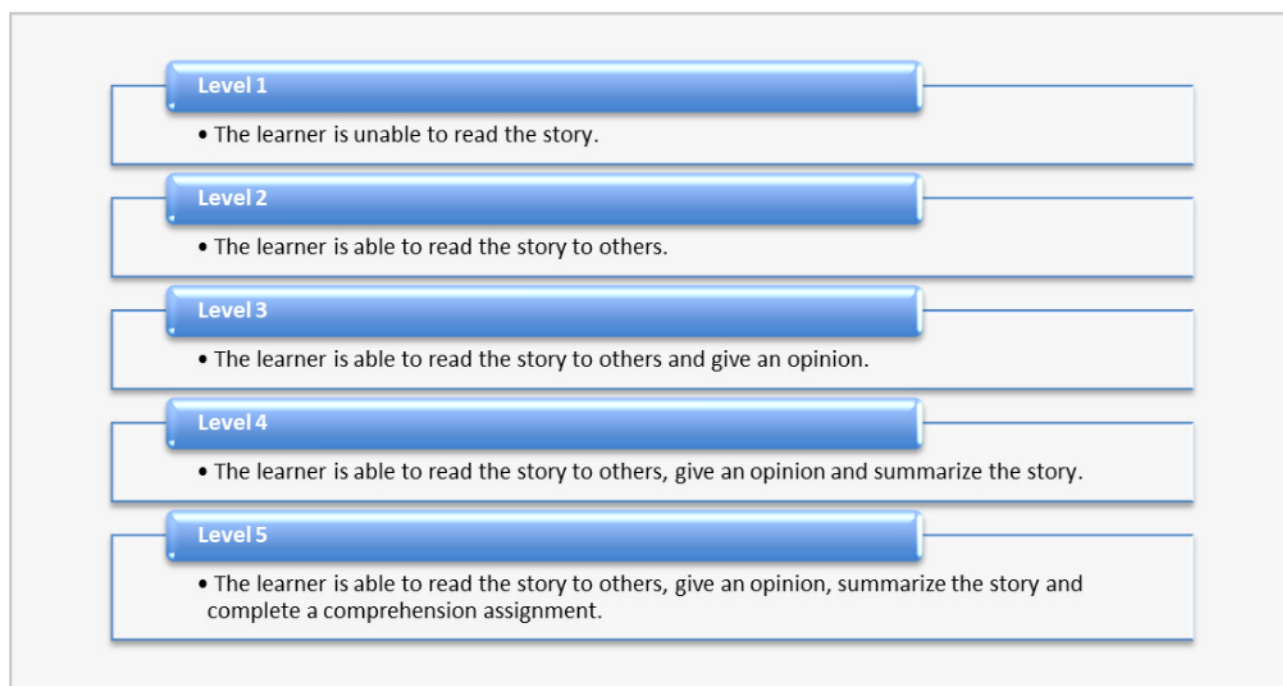 Level 1
• The learner is unable to read the story.
Level 2
• The learner is able to read the story to others.
Level 3
• The learner is able to read the story to others and give an opinion.
Level 4
• The learner is able to read the story to others, give an opinion and summarize the story.
Level 5
• The learner is able to read the story to others, give an opinion, summarize the story and
complete a comprehension assignment.